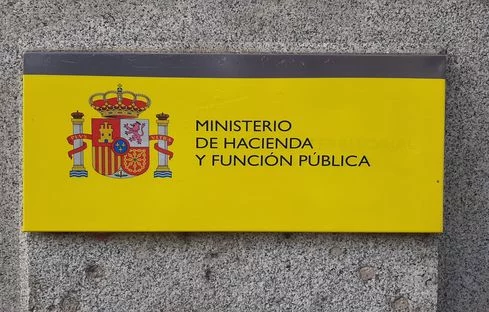 MINISTERIO
DE HACIENDA
Y FUNCIÓN PÚBLICA